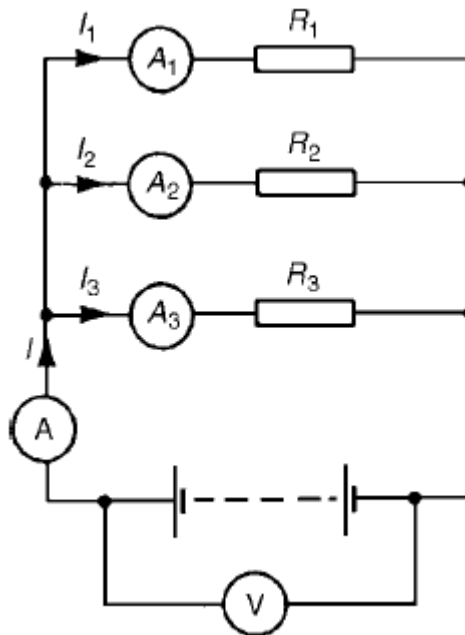 I₁ A₁ R₁
I₂ A₂ R₂
I₃ A₃ R₃
I
A
V